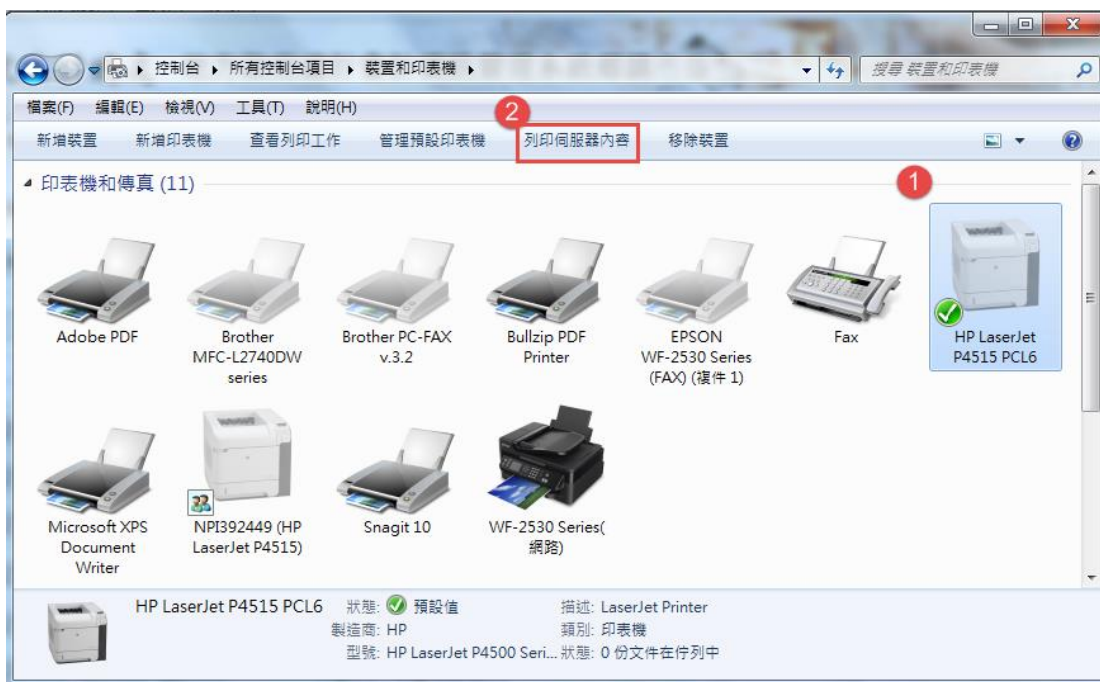 控制台 ▸ 所有控制台項目 ▸ 裝置和印表機 ▸
搜尋 裝置和印表機
檔案(F) 編輯(E) 檢視(V) 工具(T) 說明(H)
2
新增裝置 新增印表機 查看列印工作 管理預設印表機 列印伺服器內容 移除裝置
印表機和傳真 (11)
1
Adobe PDF
Brother
MFC-L2740DW
series
Brother PC-FAX
v.3.2
Bullzip PDF
Printer
EPSON
WF-2530 Series
(FAX) (複件 1)
Fax
HP LaserJet
P4515 PCL6
Microsoft XPS
Document
Writer
NPI392449 (HP
LaserJet P4515)
Snagit 10
WF-2530 Series(
網路)
HP LaserJet P4515 PCL6 狀態: 預設值 描述: LaserJet Printer
製造商: HP 類別: 印表機
型號: HP LaserJet P4500 Seri... 狀態: 0 份文件在佇列中